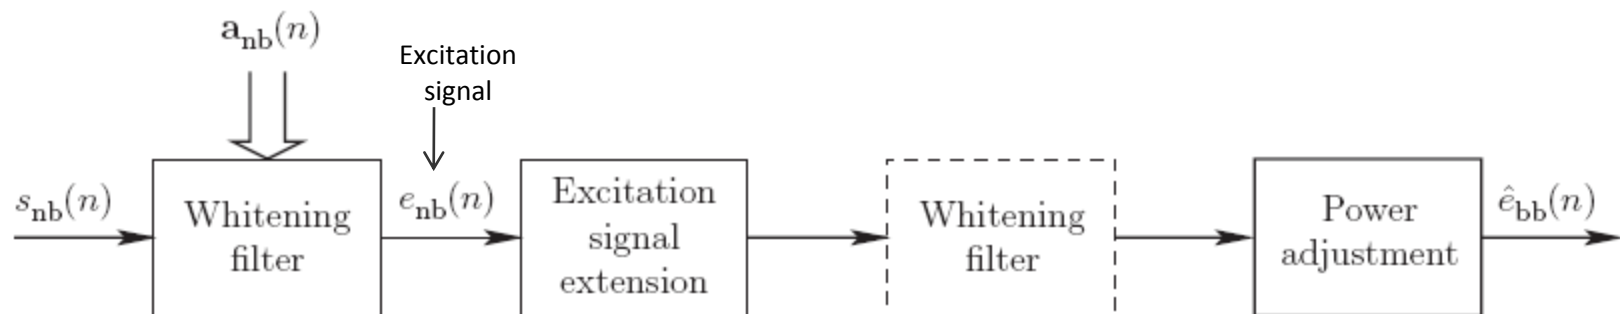 a_nb(n)
Excitation
signal
s_nb(n)
Whitening
filter
e_nb(n)
Excitation
signal
extension
Whitening
filter
Power
adjustment
ê_bb(n)